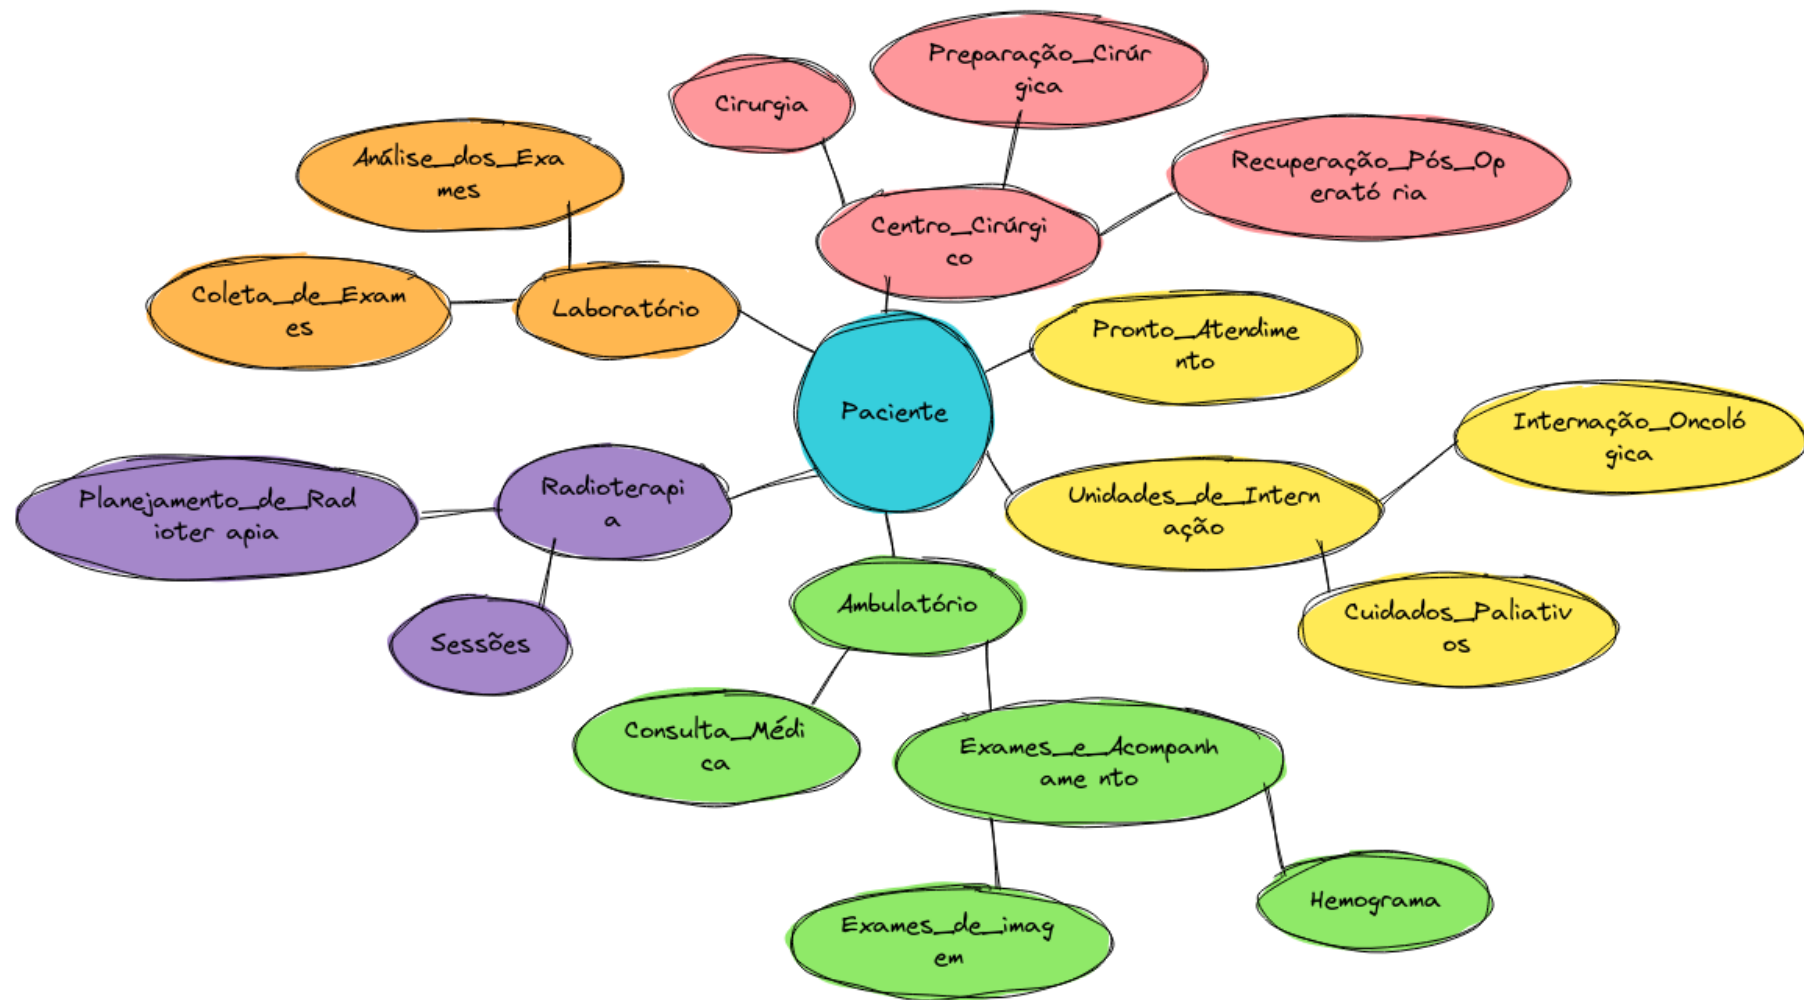 Preparação_Cirúr
gica
Cirurgia
Análise_dos_Exa
mes
Recuperação_Pós_Op
erató ria
Centro_Cirúrgi
co
Coleta_de_Exam
es
Laboratório
Pronto_Atendime
nto
Paciente
Internação_Oncoló
gica
Planejamento_de_Rad
ioter apia
Radioterapi
a
Unidades_de_Intern
ação
Ambulatório
Cuidados_Paliativ
os
Sessões
Consulta_Médi
ca
Exames_e_Acompanh
ame nto
Hemograma
Exames_de_imag
em